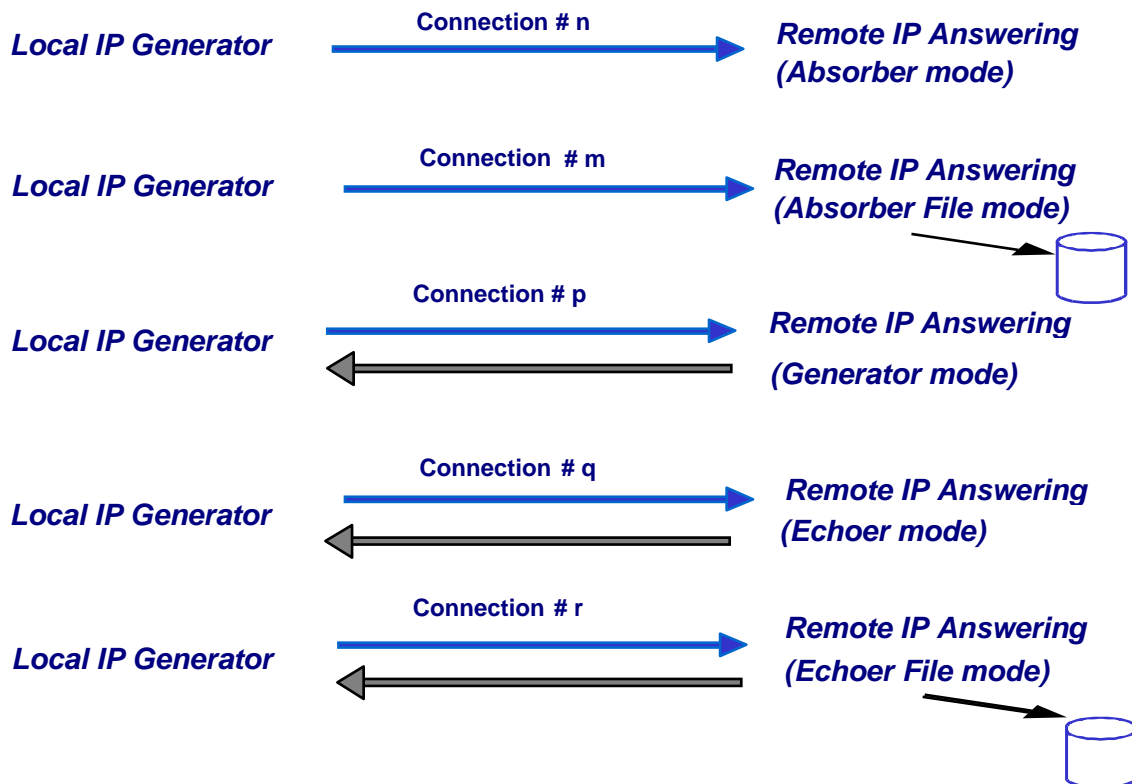 Local IP Generator
Connection # n
Remote IP Answering
(Absorber mode)
Local IP Generator
Connection # m
Remote IP Answering
(Absorber File mode)
Local IP Generator
Connection # p
Remote IP Answering
(Generator mode)
Local IP Generator
Connection # q
Remote IP Answering
(Echoer mode)
Local IP Generator
Connection # r
Remote IP Answering
(Echoer File mode)